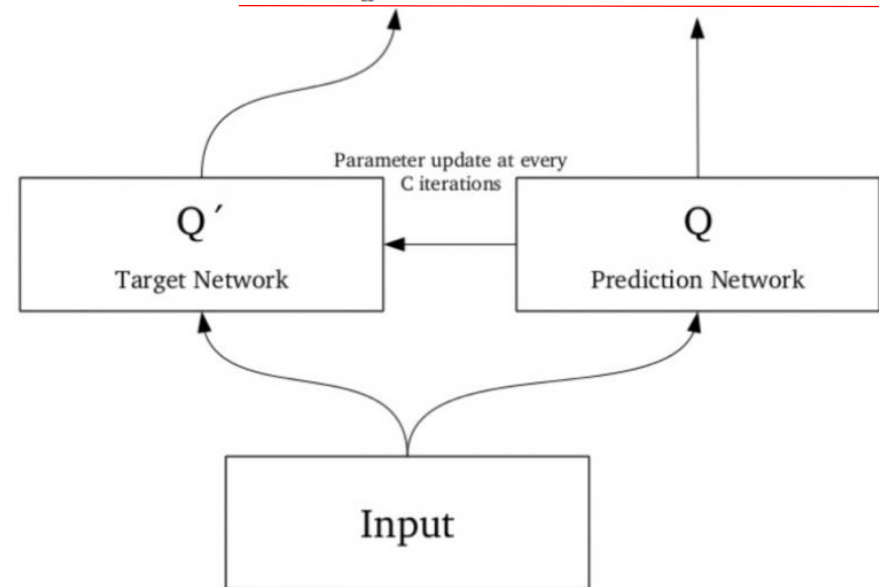 Parameter update at every
C iterations
Q´
Target Network
Q
Prediction Network
Input